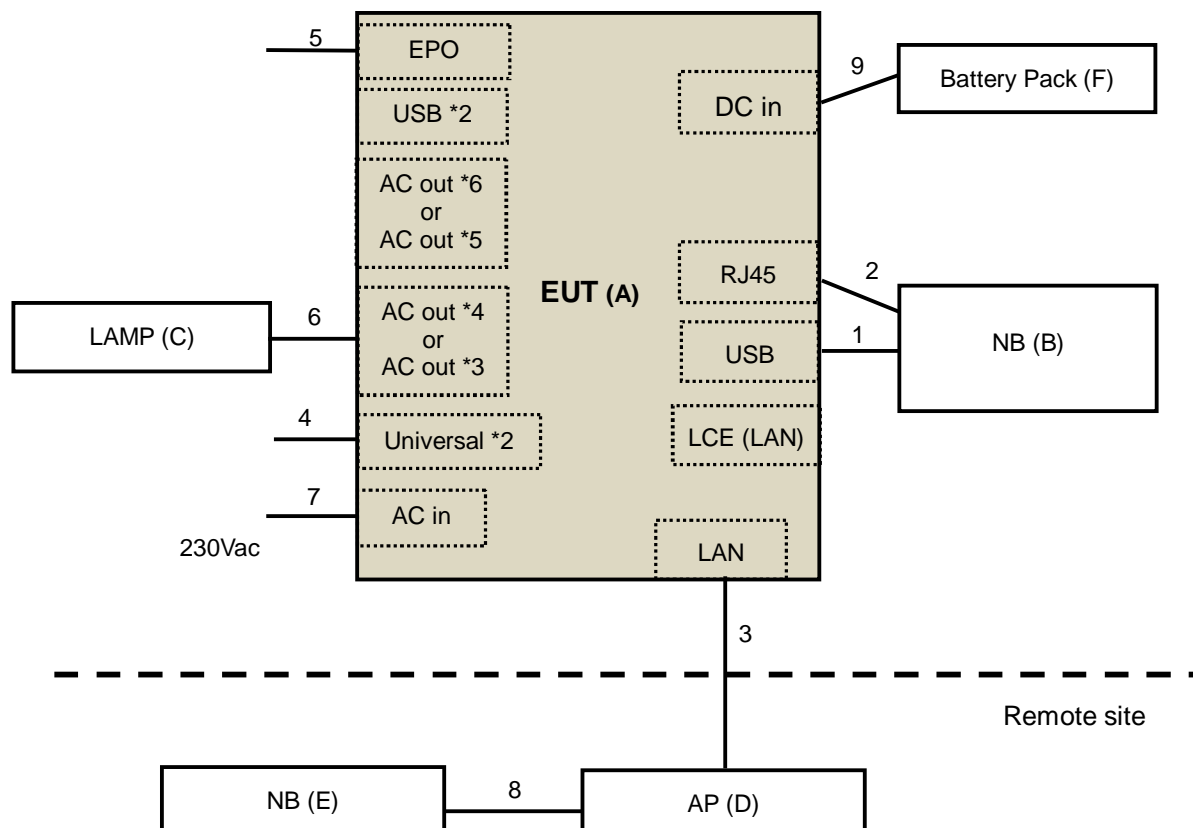 5
EPO
USB *2
AC out *6
or
AC out *5
6
AC out *4
or
AC out *3
LAMP (C)
4
Universal *2
7
AC in
230Vac
EUT (A)
DC in
9
Battery Pack (F)
RJ45
2
USB
1
NB (B)
LCE (LAN)
LAN
3
Remote site
NB (E)
8
AP (D)